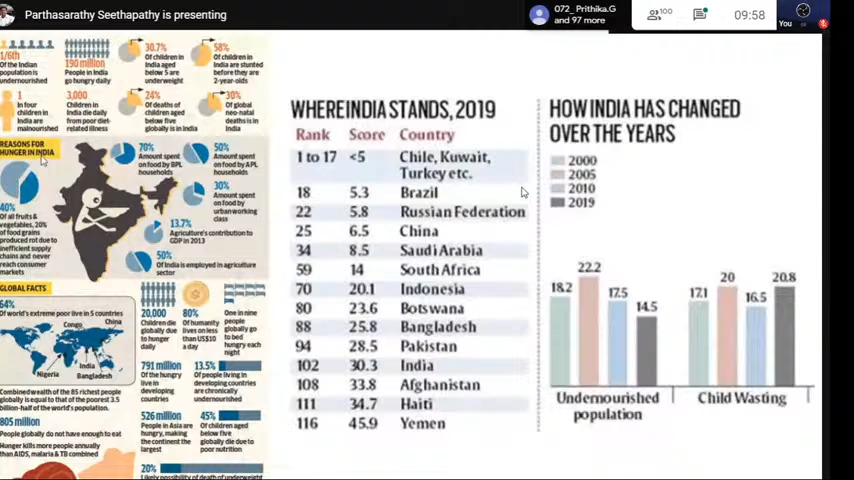 Parthasarathy Seethapathy is presenting
072_ Prithika.G
and 97 more
100
09:58
You
1/6th
Of the Indian
population is
undernourished
190 million
People in India
go hungry daily
30.7%
Of children
in India aged
below 5 are
underweight
58%
Of children in
India are stunted
before they are
2-year-olds
1
In four
children in
India are
malnourished
3,000
Children in
India die daily
from poor diet-
related illness
24%
Of deaths of
children aged
below five
globally is in India
30%
Of global
neo-natal
deaths is in
India
REASONS FOR
HUNGER IN INDIA
40%
Of all fruits &
vegetables, 20%
of food grains
produced rot due to
inefficient supply
chains and never
reach consumer
markets
70%
Amount spent
on food by BPL
households
50%
Amount spent on
food by APL
households
30%
Amount spent
on food by
urban working
class
13.7%
Agriculture's contribution to
GDP in 2013
50%
Of India is employed in agriculture
sector
GLOBAL FACTS
64%
Of world's extreme poor live in 5 countries
Congo
China
Nigeria
India
Bangladesh
Combined wealth of the 85 richest people
globally is equal to that of the poorest 3.5
billion-half of the world's population.
805 million
People globally do not have enough to eat
Hunger kills more people annually
than AIDS, malaria & TB combined
20,000
Children die
globally due to
hunger
daily
80%
Of humanity
lives on less
than US$10
a day
One in nine
people
globally go
to bed
hungry each
night
791 million
Of the hungry
live in
developing
countries
13.5%
Of people living in
developing countries
are chronically
undernourished
526 million
People in Asia are
hungry, making
the continent the
largest
45%
Of children aged
below five
globally die due to
poor nutrition
20%
Likely possibility of death of underweight
WHERE INDIA STANDS, 2019
Rank Score Country
1 to 17 <5 Chile, Kuwait,
Turkey etc.
18 5.3 Brazil
22 5.8 Russian Federation
25 6.5 China
34 8.5 Saudi Arabia
59 14 South Africa
70 20.1 Indonesia
80 23.6 Botswana
88 25.8 Bangladesh
94 28.5 Pakistan
102 30.3 India
108 33.8 Afghanistan
111 34.7 Haiti
116 45.9 Yemen
HOW INDIA HAS CHANGED
OVER THE YEARS
2000
2005
2010
2019
18.2 22.2 17.5 14.5
17.1 20 16.5 20.8
Undernourished
population
Child Wasting